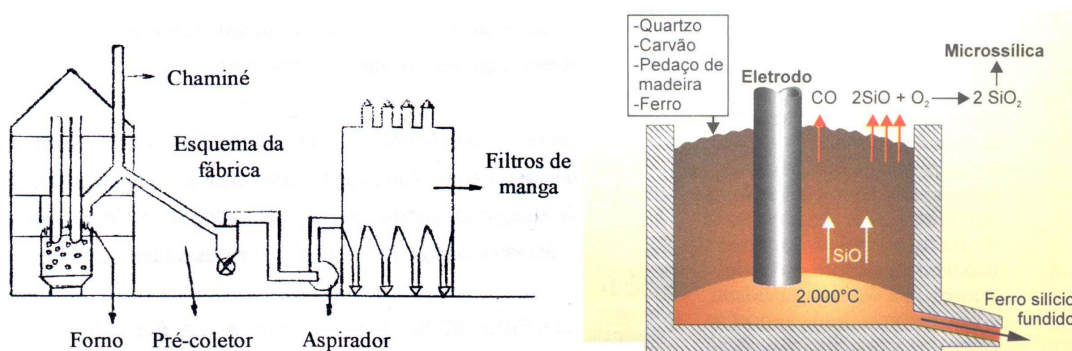 Chaminé
Esquema da
fábrica
Filtros de
manga
Forno
Pré-coletor
Aspirador
-Quartzo
-Carvão
-Pedaço de
madeira
-Ferro
Eletrodo
Microssílica
CO
2SiO + O₂
2 SiO₂
SiO
2.000°C
Ferro silício
fundido